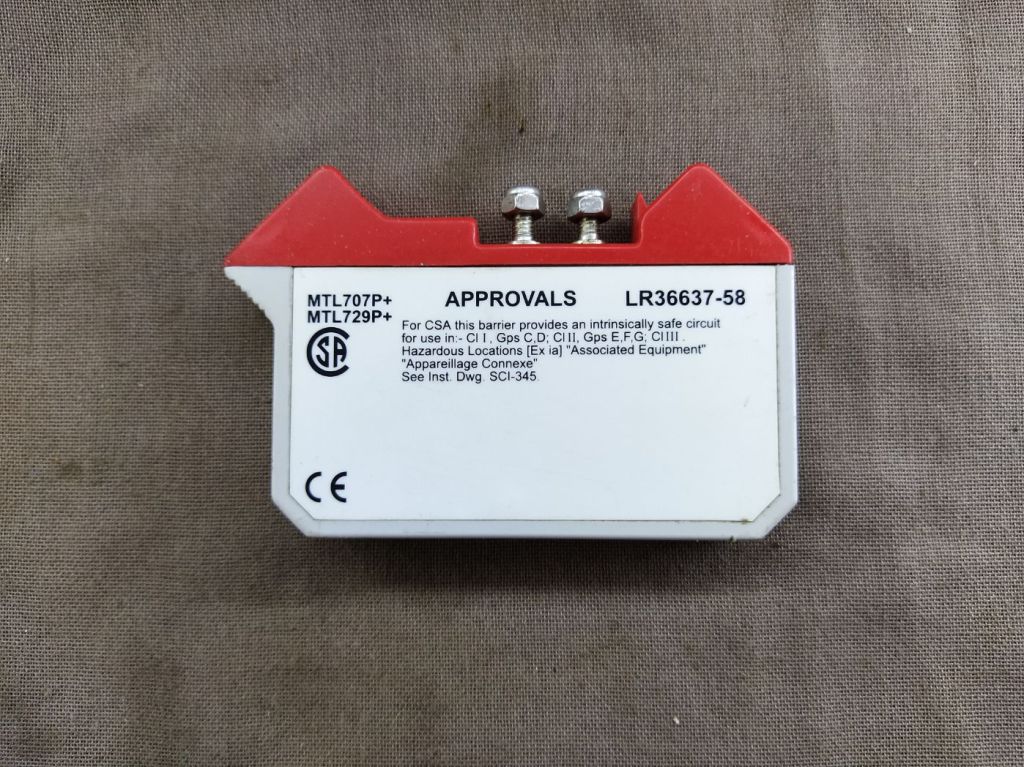 MTL707P+
MTL729P+
APPROVALS
LR36637-58
For CSA this barrier provides an intrinsically safe circuit
for use in:- Cl I , Gps C,D; Cl II, Gps E,F,G; Cl III .
Hazardous Locations [Ex ia] "Associated Equipment"
"Appareillage Connexe"
See Inst. Dwg. SCI-345.
CSA
CE